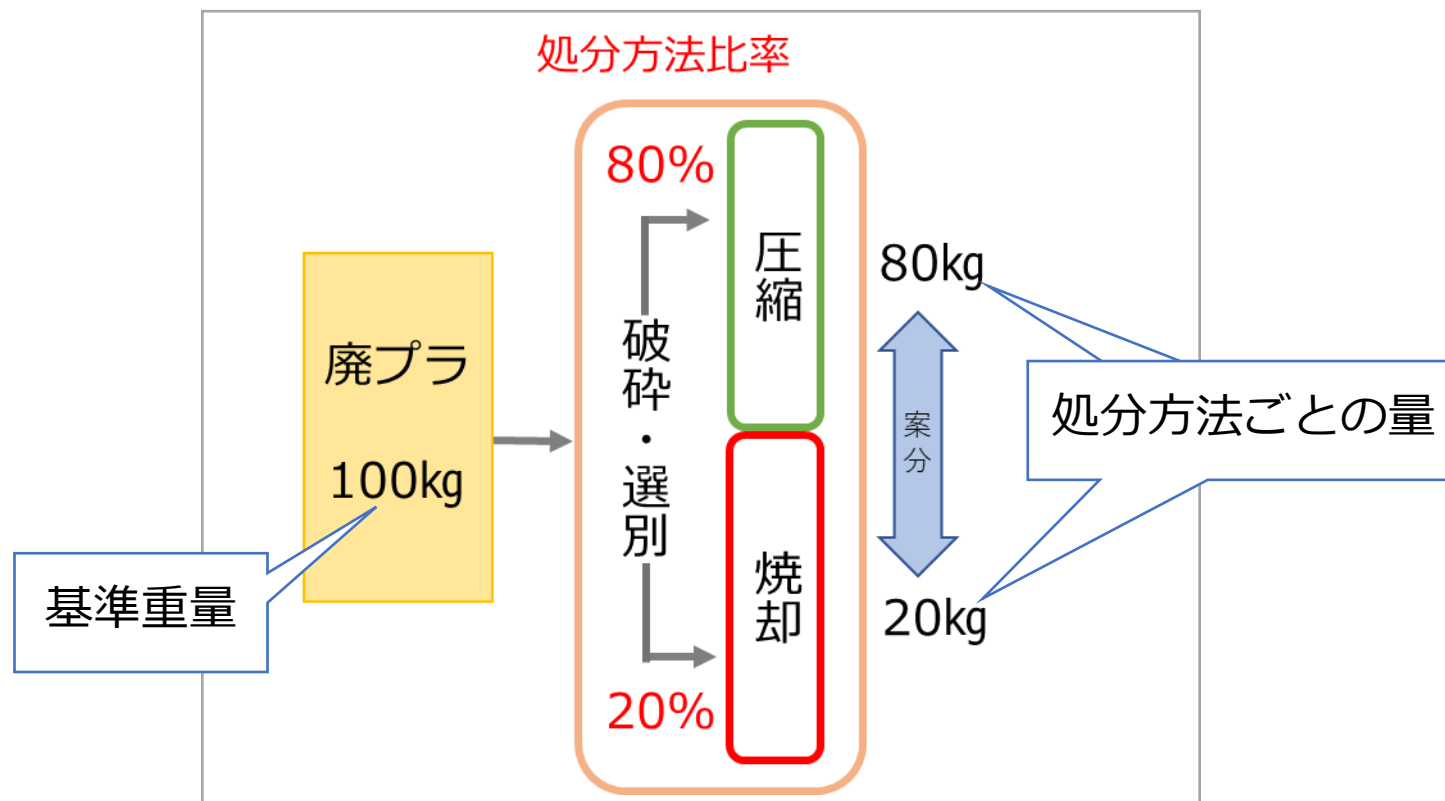 処分方法比率
80%
圧縮
80㎏
廃プラ
100㎏
破砕・選別
案分
処分方法ごとの量
基準重量
焼却
20㎏
20%